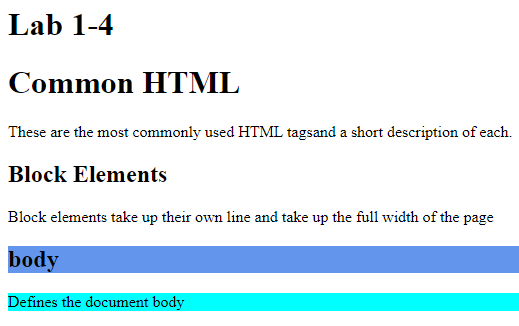 Lab 1-4
Common HTML
These are the most commonly used HTML tagsand a short description of each.
Block Elements
Block elements take up their own line and take up the full width of the page
body
Defines the document body